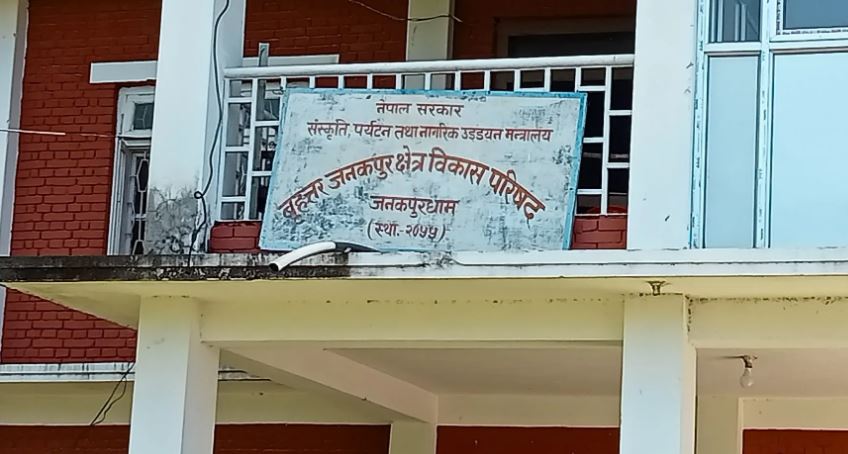 नेपाल सरकार
संस्कृति, पर्यटन तथा नागरिक उड्डयन मन्त्रालय
बृहत्तर जनकपुर क्षेत्र विकास परिषद
जनकपुरधाम
(स्था.-२०५५)